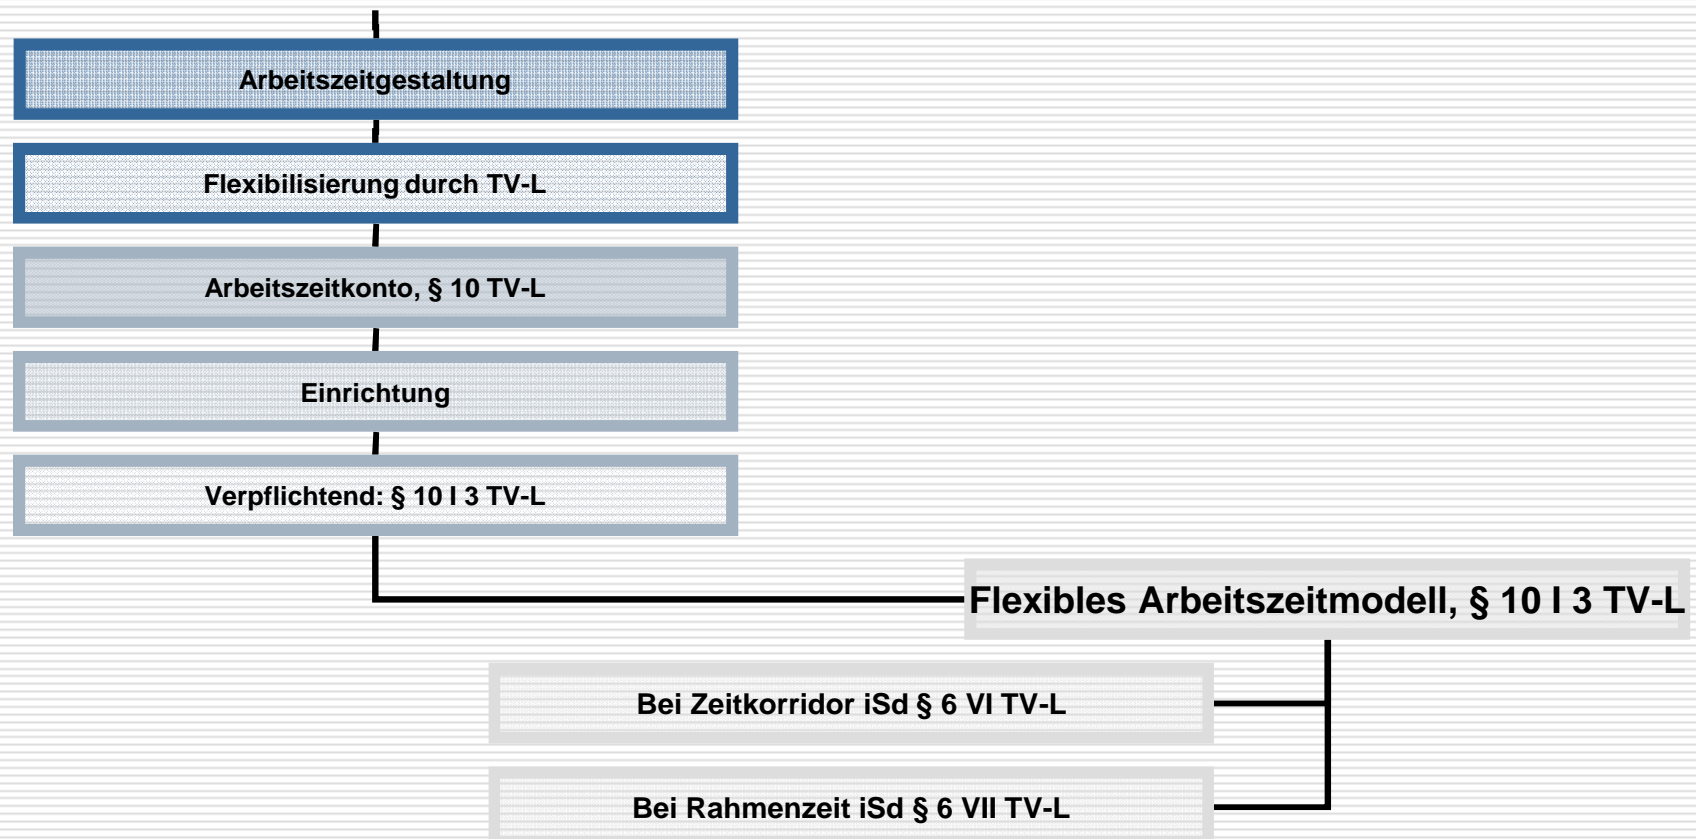 Arbeitszeitgestaltung
Flexibilisierung durch TV-L
Arbeitszeitkonto, § 10 TV-L
Einrichtung
Verpflichtend: § 10 I 3 TV-L
Flexibles Arbeitszeitmodell, § 10 I 3 TV-L
Bei Zeitkorridor iSd § 6 VI TV-L
Bei Rahmenzeit iSd § 6 VII TV-L